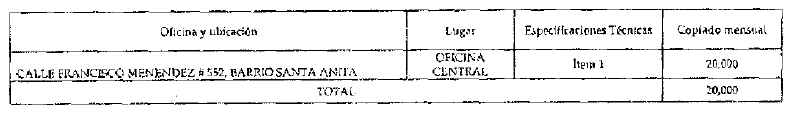 Oficina y ubicación Lugar Especificaciones Técnicas Copiado mensual
CALLE FRANCISCO MENENDEZ # 552, BARRIO SANTA ANITA OFICINA CENTRAL Item 1 20,000
TOTAL 20,000